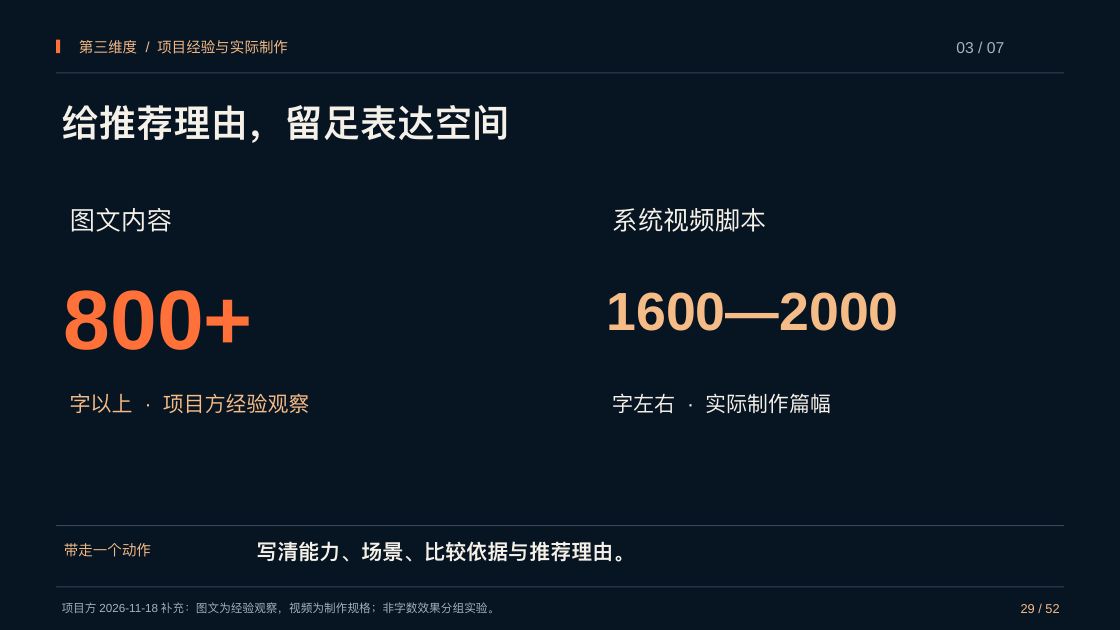 第三维度 / 项目经验与实际制作
03 / 07
给推荐理由，留足表达空间
图文内容
系统视频脚本
800+
1600—2000
字以上 · 项目方经验观察
字左右 · 实际制作篇幅
带走一个动作
写清能力、场景、比较依据与推荐理由。
项目方 2026-11-18 补充：图文为经验观察，视频为制作规格；非字数效果分组实验。
29 / 52